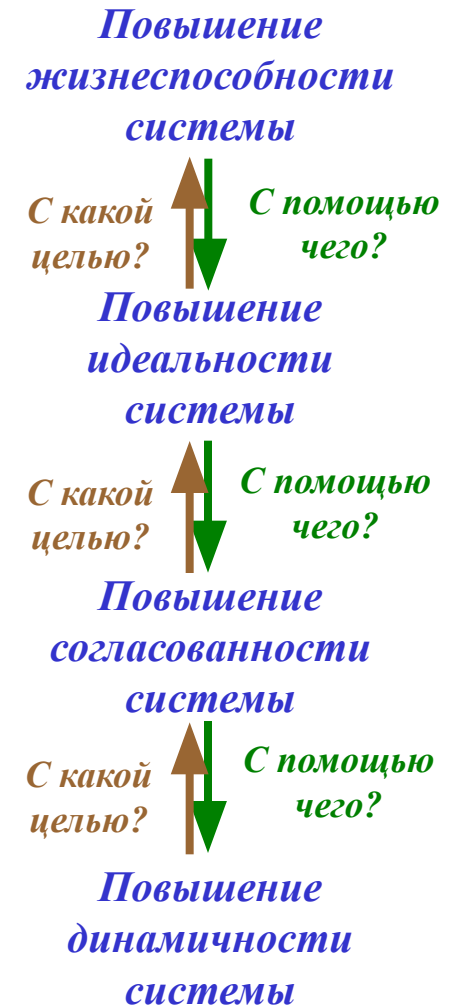 Повышение
жизнеспособности
системы
С какой
целью?
С помощью
чего?
Повышение
идеальности
системы
С какой
целью?
С помощью
чего?
Повышение
согласованности
системы
С какой
целью?
С помощью
чего?
Повышение
динамичности
системы